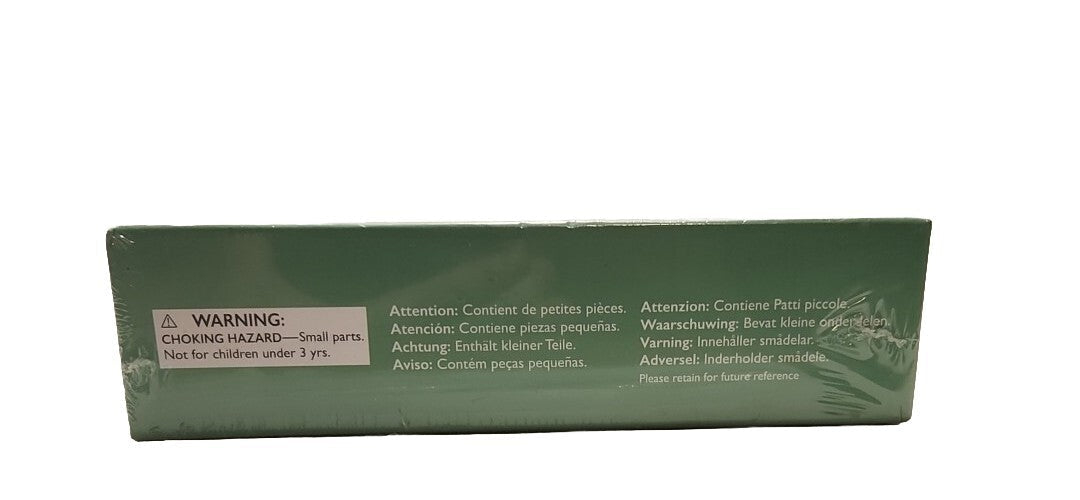 ⚠ WARNING:
CHOKING HAZARD—Small parts.
Not for children under 3 yrs.
Attention: Contient de petites pièces.
Atención: Contiene piezas pequeñas.
Achtung: Enthält kleiner Teile.
Aviso: Contém peças pequeñas.
Attenzion: Contiene Patti piccole.
Waarschuwing: Bevat kleine onderdelen.
Varning: Innehåller smådelar.
Adversel: Inderholder smådele.
Please retain for future reference